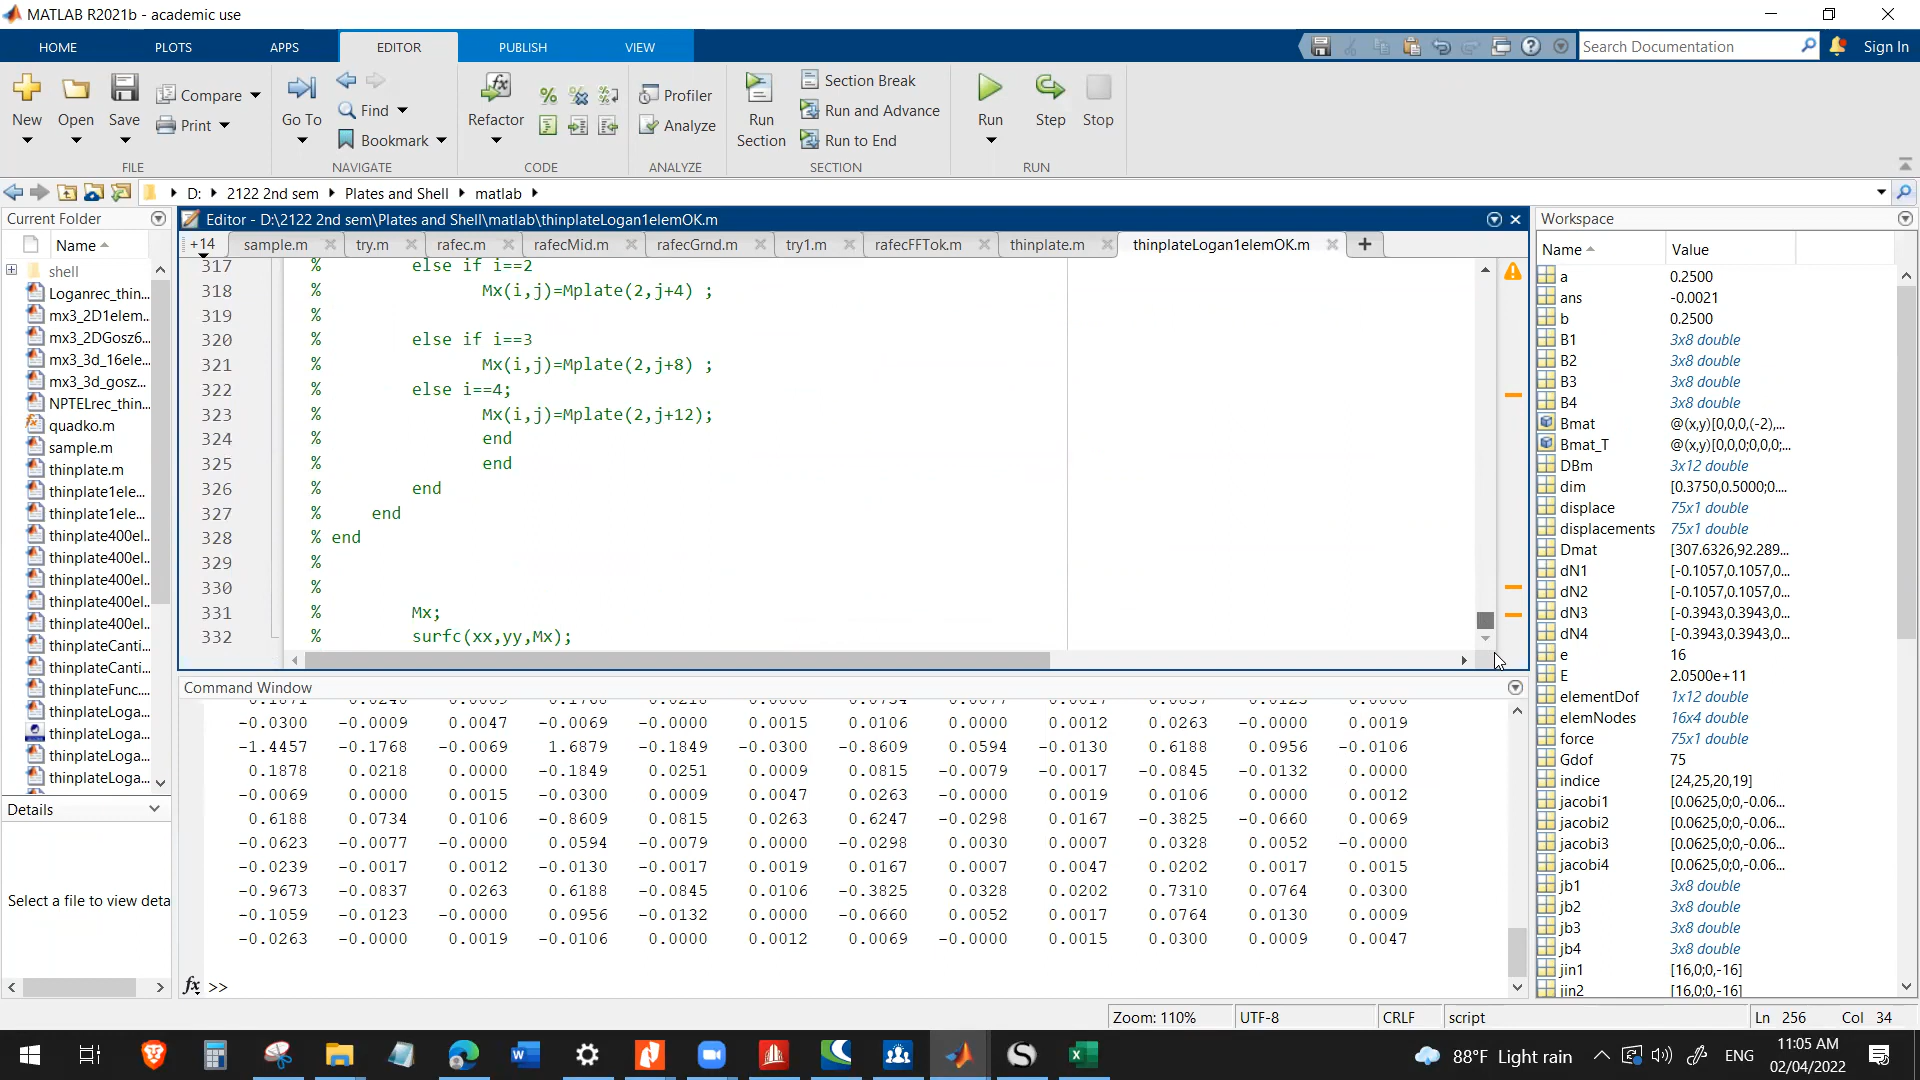 MATLAB R2021b - academic use
HOME PLOTS APPS EDITOR PUBLISH VIEW
Search Documentation
Sign In
New
Open
Save
Compare
Print
FILE
Go To
Find
Bookmark
NAVIGATE
Refactor
CODE
Profiler
Analyze
ANALYZE
Run
Section
Section Break
Run and Advance
Run to End
SECTION
Run
Step
Stop
RUN
D: 2122 2nd sem Plates and Shell matlab
Current Folder
Name
shell
Loganrec_thin...
mx3_2D1elem...
mx3_2DGosz6...
mx3_3d_16ele...
mx3_3d_gosz...
NPTELrec_thin...
quadko.m
sample.m
thinplate.m
thinplate1ele...
thinplate1ele...
thinplate400el...
thinplate400el...
thinplate400el...
thinplate400el...
thinplate400el...
thinplateCanti...
thinplateCanti...
thinplateFunc...
thinplateLoga...
thinplateLoga...
thinplateLoga...
thinplateLoga...
Details
Select a file to view deta
Editor - D:\2122 2nd sem\Plates and Shell\matlab\thinplateLogan1elemOK.m
+14 sample.m try.m rafec.m rafecMid.m rafecGrnd.m try1.m rafecFFTok.m thinplate.m thinplateLogan1elemOK.m
317 % else if i==2
318 % Mx(i,j)=Mplate(2,j+4) ;
319 %
320 % else if i==3
321 % Mx(i,j)=Mplate(2,j+8) ;
322 % else i==4;
323 % Mx(i,j)=Mplate(2,j+12);
324 % end
325 % end
326 % end
327 % end
328 % end
329 %
330 %
331 % Mx;
332 % surfc(xx,yy,Mx);
Command Window
-0.0300 -0.0009 0.0047 -0.0069 -0.0000 0.0015 0.0106 0.0000 0.0012 0.0263 -0.0000 0.0019
-1.4457 -0.1768 -0.0069 1.6879 -0.1849 -0.0300 -0.8609 0.0594 -0.0130 0.6188 0.0956 -0.0106
0.1878 0.0218 0.0000 -0.1849 0.0251 0.0009 0.0815 -0.0079 -0.0017 -0.0845 -0.0132 0.0000
-0.0069 0.0000 0.0015 -0.0300 0.0009 0.0047 0.0263 -0.0000 0.0019 0.0106 0.0000 0.0012
0.6188 0.0734 0.0106 -0.8609 0.0815 0.0263 0.6247 -0.0298 0.0167 -0.3825 -0.0660 0.0069
-0.0623 -0.0077 -0.0000 0.0594 -0.0079 -0.0000 -0.0298 0.0030 0.0007 0.0328 0.0052 -0.0000
-0.0239 -0.0017 0.0012 -0.0130 -0.0017 0.0019 0.0167 0.0007 0.0047 0.0202 0.0017 0.0015
-0.9673 -0.0837 0.0263 0.6188 -0.0845 0.0106 -0.3825 0.0328 0.0202 0.7310 0.0764 0.0300
-0.1059 -0.0123 -0.0000 0.0956 -0.0132 0.0000 -0.0660 0.0052 0.0017 0.0764 0.0130 0.0009
-0.0263 -0.0000 0.0019 -0.0106 0.0000 0.0012 0.0069 -0.0000 0.0015 0.0300 0.0009 0.0047
fx >>
Workspace
Name Value
a 0.2500
ans -0.0021
b 0.2500
B1 3x8 double
B2 3x8 double
B3 3x8 double
B4 3x8 double
Bmat @(x,y)[0,0,0,(-2),...
Bmat_T @(x,y)[0,0,0;0,0,0;...
DBm 3x12 double
dim [0.3750,0.5000;0....
displace 75x1 double
displacements 75x1 double
Dmat [307.6326,92.289...
dN1 [-0.1057,0.1057,0...
dN2 [-0.1057,0.1057,0...
dN3 [-0.3943,0.3943,0...
dN4 [-0.3943,0.3943,0...
e 16
E 2.0500e+11
elementDof 1x12 double
elemNodes 16x4 double
force 75x1 double
Gdof 75
indice [24,25,20,19]
jacobi1 [0.0625,0;0,-0.06...
jacobi2 [0.0625,0;0,-0.06...
jacobi3 [0.0625,0;0,-0.06...
jacobi4 [0.0625,0;0,-0.06...
jb1 3x8 double
jb2 3x8 double
jb3 3x8 double
jb4 3x8 double
jin1 [16,0;0,-16]
jin2 [16,0;0,-16]
Zoom: 110% UTF-8 CRLF script Ln 256 Col 34
88°F Light rain
ENG
11:05 AM
02/04/2022